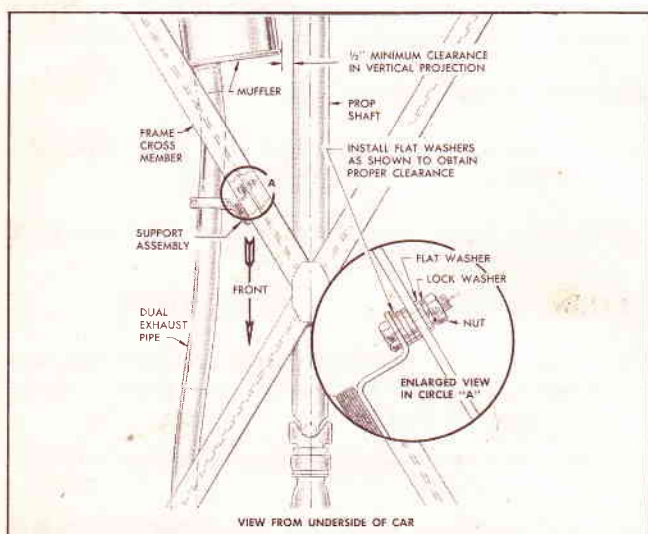 ½" MINIMUM CLEARANCE
IN VERTICAL PROJECTION
MUFFLER
PROP
SHAFT
FRAME
CROSS
MEMBER
INSTALL FLAT WASHERS
AS SHOWN TO OBTAIN
PROPER CLEARANCE
A
SUPPORT
ASSEMBLY
FLAT WASHER
LOCK WASHER
FRONT
NUT
DUAL
EXHAUST
PIPE
ENLARGED VIEW
IN CIRCLE "A"
VIEW FROM UNDERSIDE OF CAR